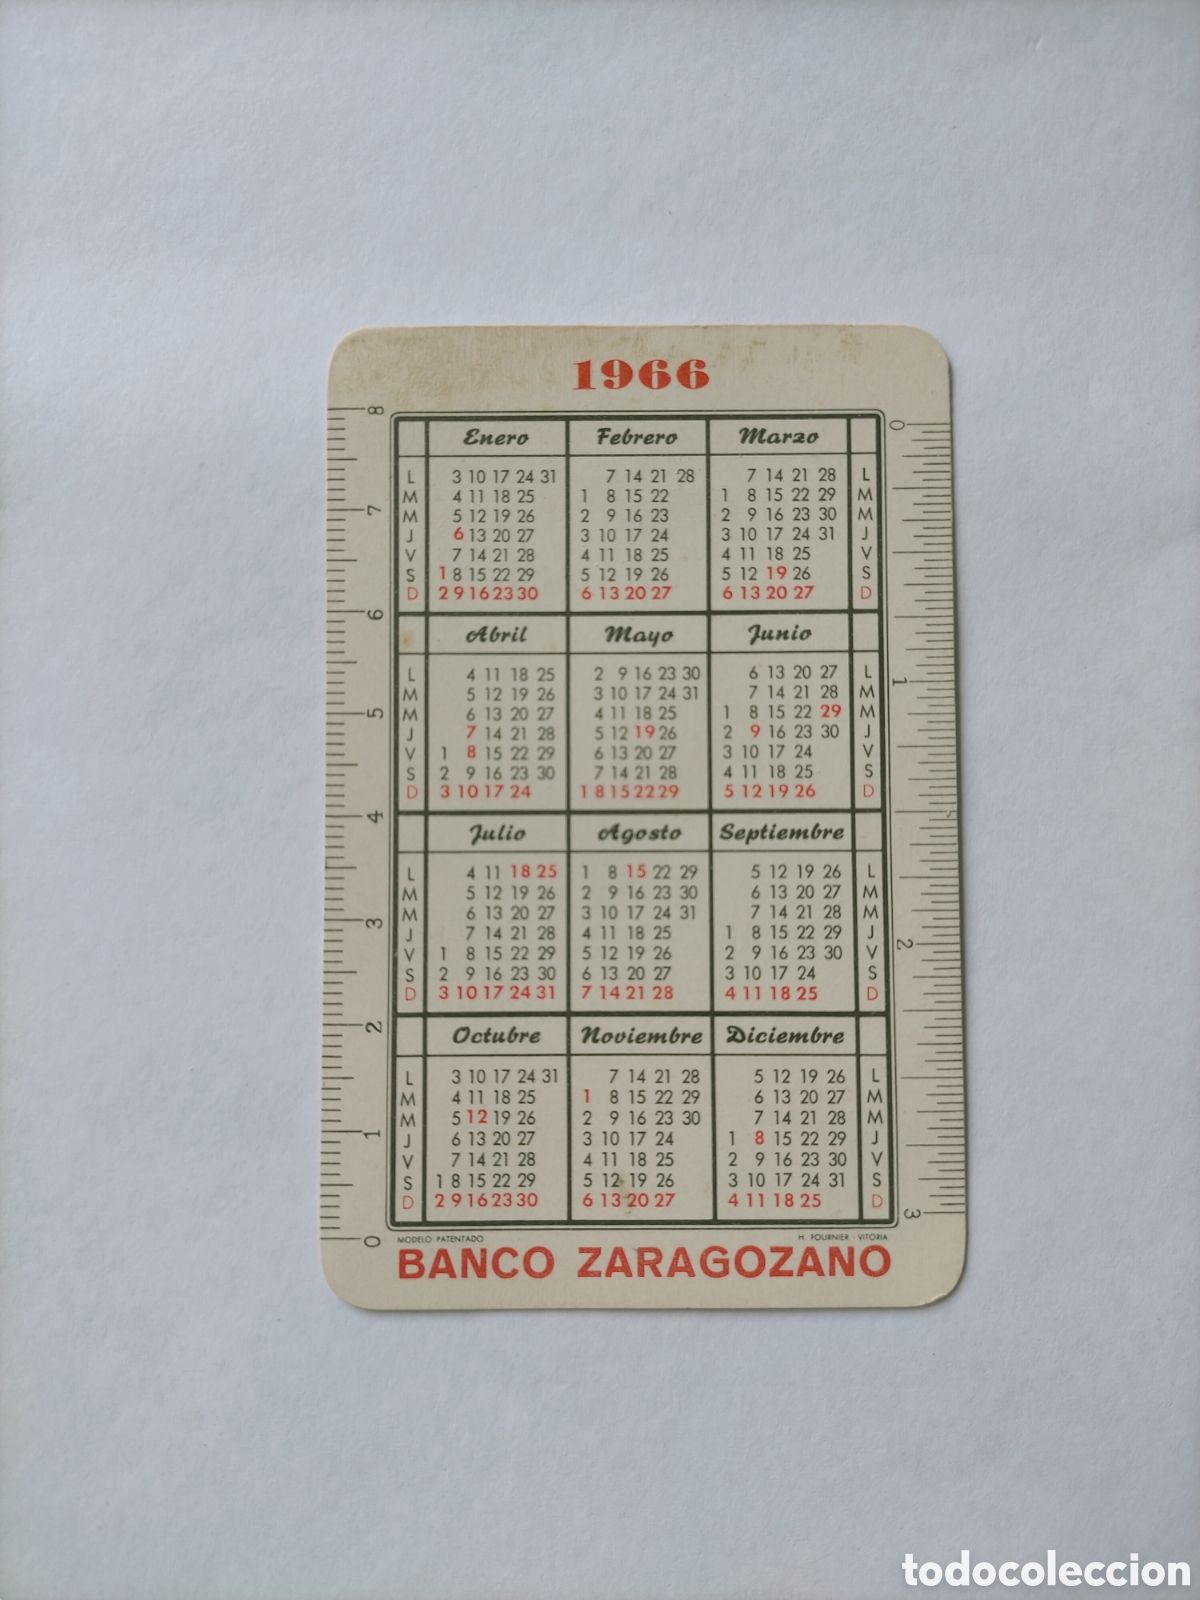 1966
Enero Febrero Marzo
L 3 10 17 24 31 7 14 21 28 7 14 21 28 L
M 4 11 18 25 1 8 15 22 1 8 15 22 29 M
M 5 12 19 26 2 9 16 23 2 9 16 23 30 M
J 6 13 20 27 3 10 17 24 3 10 17 24 31 J
V 7 14 21 28 4 11 18 25 4 11 18 25 V
S 1 8 15 22 29 5 12 19 26 5 12 19 26 S
D 2 9 16 23 30 6 13 20 27 6 13 20 27 D
Abril Mayo Junio
L 4 11 18 25 2 9 16 23 30 6 13 20 27 L
M 5 12 19 26 3 10 17 24 31 7 14 21 28 M
M 6 13 20 27 4 11 18 25 1 8 15 22 29 M
J 7 14 21 28 5 12 19 26 2 9 16 23 30 J
V 1 8 15 22 29 6 13 20 27 3 10 17 24 V
S 2 9 16 23 30 7 14 21 28 4 11 18 25 S
D 3 10 17 24 1 8 15 22 29 5 12 19 26 D
Julio Agosto Septiembre
L 4 11 18 25 1 8 15 22 29 5 12 19 26 L
M 5 12 19 26 2 9 16 23 30 6 13 20 27 M
M 6 13 20 27 3 10 17 24 31 7 14 21 28 M
J 7 14 21 28 4 11 18 25 1 8 15 22 29 J
V 1 8 15 22 29 5 12 19 26 2 9 16 23 30 V
S 2 9 16 23 30 6 13 20 27 3 10 17 24 S
D 3 10 17 24 31 7 14 21 28 4 11 18 25 D
Octubre Noviembre Diciembre
L 3 10 17 24 31 7 14 21 28 5 12 19 26 L
M 4 11 18 25 1 8 15 22 29 6 13 20 27 M
M 5 12 19 26 2 9 16 23 30 7 14 21 28 M
J 6 13 20 27 3 10 17 24 1 8 15 22 29 J
V 7 14 21 28 4 11 18 25 2 9 16 23 30 V
S 1 8 15 22 29 5 12 19 26 3 10 17 24 31 S
D 2 9 16 23 30 6 13 20 27 4 11 18 25 D
8 7 6 5 4 3 2 1 0
0 1 2 3
MODELO PATENTADO H. FOURNIER - VITORIA
BANCO ZARAGOZANO
todocoleccion